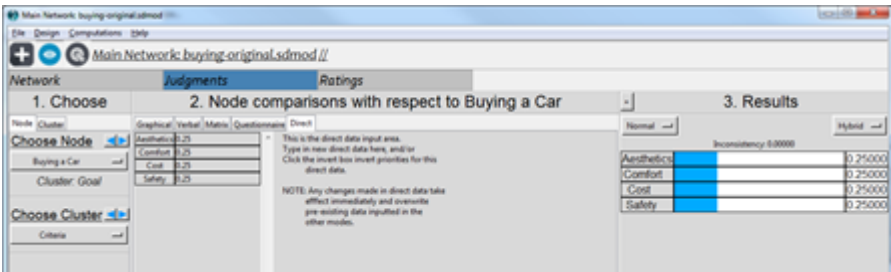 Main Network: buying-original.sdmod
File Design Computations Help
Main Network: buying-original.sdmod //
Network Judgments Ratings
1. Choose
Node Cluster
Choose Node
Buying a Car
Cluster: Goal
Choose Cluster
Criteria
2. Node comparisons with respect to Buying a Car
Graphical Verbal Matrix Questionnaire Direct
Aesthetics 0.25
Comfort 0.25
Cost 0.25
Safety 0.25
This is the direct data input area.
Type in new direct data here, and/or
Click the invert box invert priorities for this
direct data.
NOTE: Any changes made in direct data take
efffect immediately and overwrite
pre existing data inputted in the
other modes.
3. Results
Normal Hybrid
Inconsistency: 0.00000
Aesthetics 0.25000
Comfort 0.25000
Cost 0.25000
Safety 0.25000